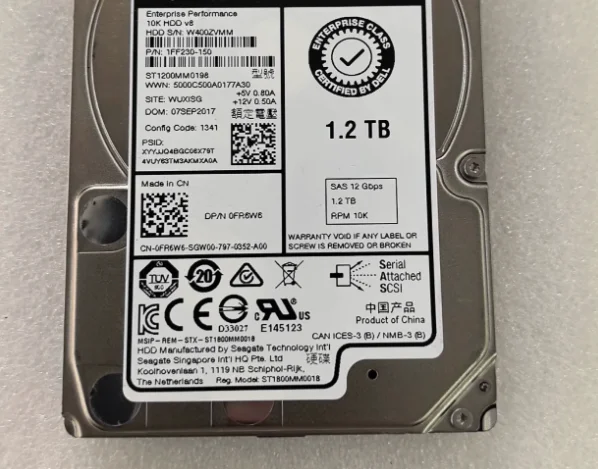 Enterprise Performance
10K HDD v8
HDD S/N: W400ZVMM
P/N: 1FF230-150
ST1200MM0198 型號
WWN: 5000C500A0177A30
+5V 0.80A
SITE: WUXISG +12V 0.50A
DOM: 07SEP2017 額定電壓
Config Code: 1341
PSID:
XYYJJQ4BGC06X79T
4VUY63TM3AKMXA0A
ENTERPRISE CLASS
CERTIFIED BY DELL
1.2 TB
Made in CN
DP/N 0FR6W6
CN-0FR6W6-SGW00-797-0352-A00
SAS 12 Gbps
1.2 TB
RPM 10K
WARRANTY VOID IF ANY LABEL OR
SCREW IS REMOVED OR BROKEN
TUV
20
Serial
Attached
SCSI
CE
D33027
c US
E145123
中国产品
Product of China
CAN ICES-3 (B) / NMB-3 (B)
MSIP-REM-STX-ST1800MM0018
HDD Manufactured by Seagate Technology Int'l
Seagate Singapore Int'l HQ Pte. Ltd 硬碟
Koolhovenlaan 1, 1119 NB Schiphol-Rijk,
The Netherlands Reg. Model: ST1800MM0018